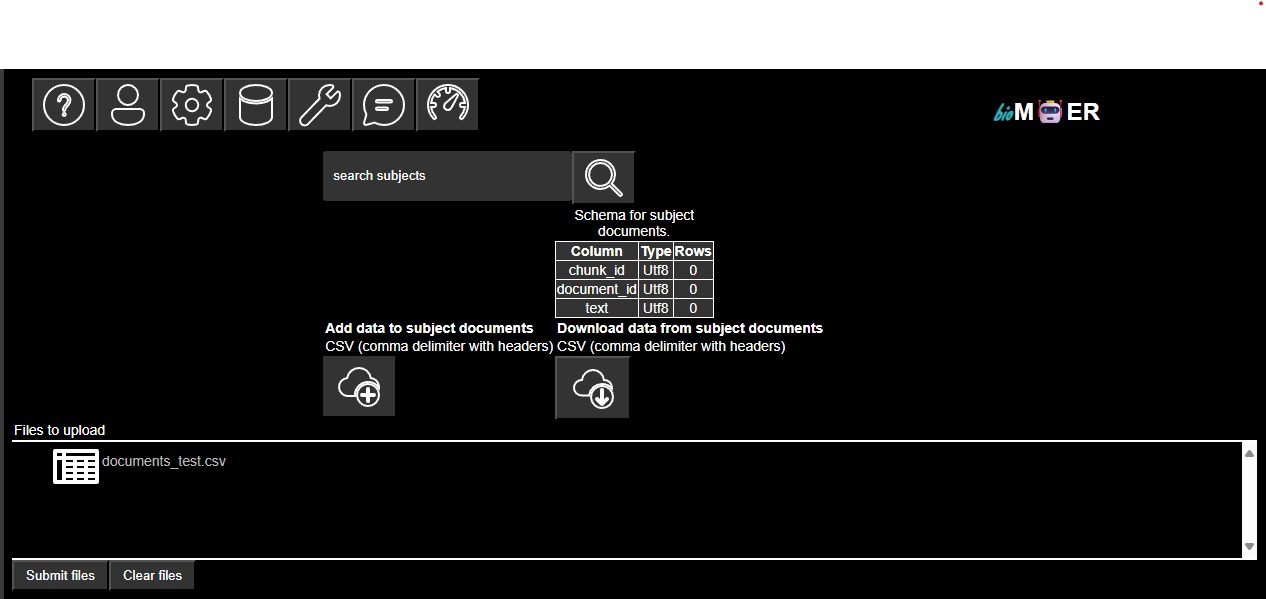 bioM ER
search subjects
Schema for subject
documents.
Column Type Rows
chunk_id Utf8 0
document_id Utf8 0
text Utf8 0
Add data to subject documents Download data from subject documents
CSV (comma delimiter with headers) CSV (comma delimiter with headers)
Files to upload
documents_test.csv
Submit files Clear files